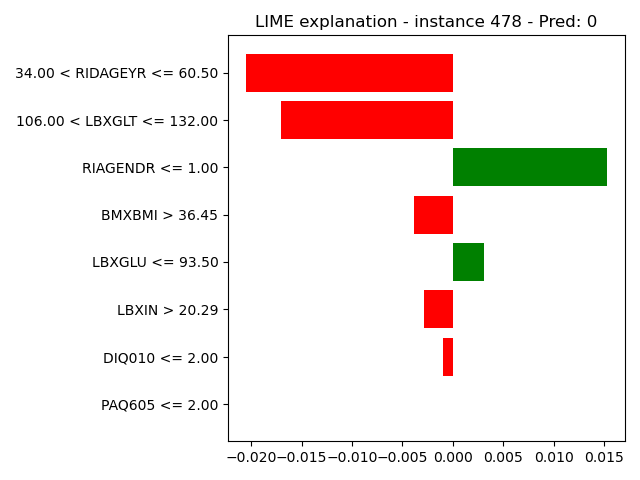 LIME explanation - instance 478 - Pred: 0
34.00 < RIDAGEYR <= 60.50
106.00 < LBXGLT <= 132.00
RIAGENDR <= 1.00
BMXBMI > 36.45
LBXGLU <= 93.50
LBXIN > 20.29
DIQ010 <= 2.00
PAQ605 <= 2.00
−0.020 −0.015 −0.010 −0.005 0.000 0.005 0.010 0.015